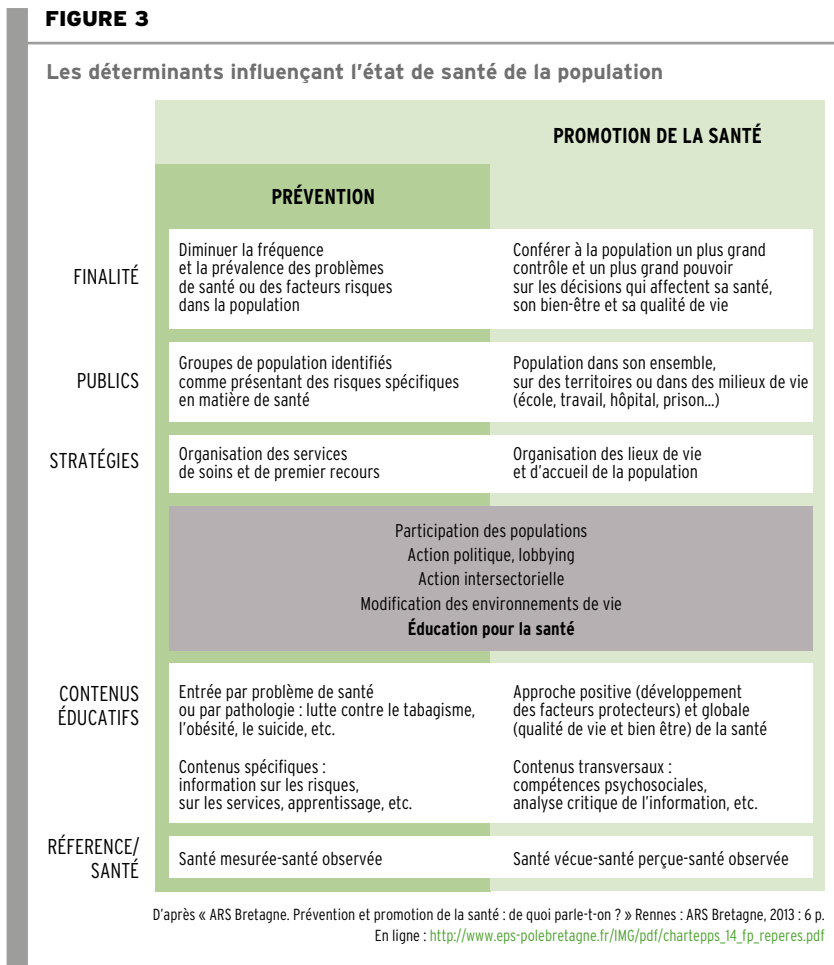 FIGURE 3
Les déterminants influençant l'état de santé de la population
PROMOTION DE LA SANTÉ
PRÉVENTION
FINALITÉ
Diminuer la fréquence
et la prévalence des problèmes
de santé ou des facteurs risques
dans la population
Conférer à la population un plus grand
contrôle et un plus grand pouvoir
sur les décisions qui affectent sa santé,
son bien-être et sa qualité de vie
PUBLICS
Groupes de population identifiés
comme présentant des risques spécifiques
en matière de santé
Population dans son ensemble,
sur des territoires ou dans des milieux de vie
(école, travail, hôpital, prison...)
STRATÉGIES
Organisation des services
de soins et de premier recours
Organisation des lieux de vie
et d'accueil de la population
Participation des populations
Action politique, lobbying
Action intersectorielle
Modification des environnements de vie
Éducation pour la santé
CONTENUS
ÉDUCATIFS
Entrée par problème de santé
ou par pathologie : lutte contre le tabagisme,
l'obésité, le suicide, etc.
Contenus spécifiques :
information sur les risques,
sur les services, apprentissage, etc.
Approche positive (développement
des facteurs protecteurs) et globale
(qualité de vie et bien être) de la santé
Contenus transversaux :
compétences psychosociales,
analyse critique de l'information, etc.
RÉFERENCE/
SANTÉ
Santé mesurée-santé observée
Santé vécue-santé perçue-santé observée
D'après « ARS Bretagne. Prévention et promotion de la santé : de quoi parle-t-on ? » Rennes : ARS Bretagne, 2013 : 6 p.
En ligne : http://www.eps-polebretagne.fr/IMG/pdf/chartepps_14_fp_reperes.pdf